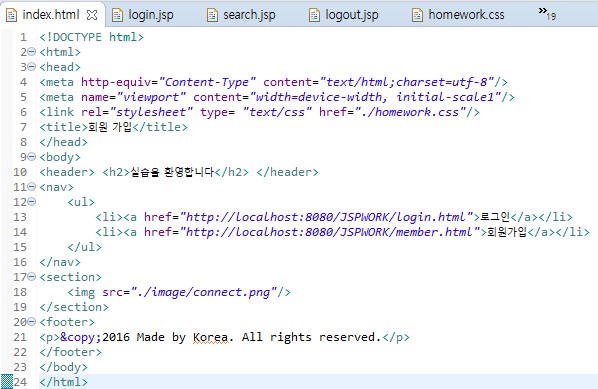 index.html login.jsp search.jsp logout.jsp homework.css »19
1 <!DOCTYPE html>
2 <html>
3 <head>
4 <meta http-equiv="Content-Type" content="text/html;charset=utf-8"/>
5 <meta name="viewport" content="width=device-width, initial-scale1"/>
6 <link rel="stylesheet" type= "text/css" href="./homework.css"/>
7 <title>회원 가입</title>
8 </head>
9 <body>
10 <header> <h2>실습을 환영합니다</h2> </header>
11 <nav>
12 <ul>
13 <li><a href="http://localhost:8080/JSPWORK/login.html">로그인</a></li>
14 <li><a href="http://localhost:8080/JSPWORK/member.html">회원가입</a></li>
15 </ul>
16 </nav>
17 <section>
18 <img src="./image/connect.png"/>
19 </section>
20 <footer>
21 <p>&copy;2016 Made by Korea. All rights reserved.</p>
22 </footer>
23 </body>
24 </html>